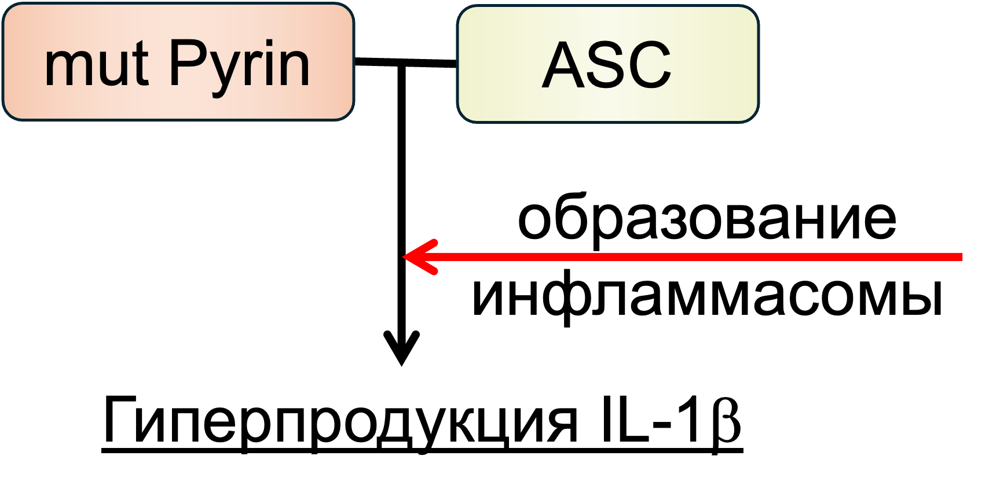 mut Pyrin
ASC
образование
инфламмасомы
Гиперпродукция IL-1β